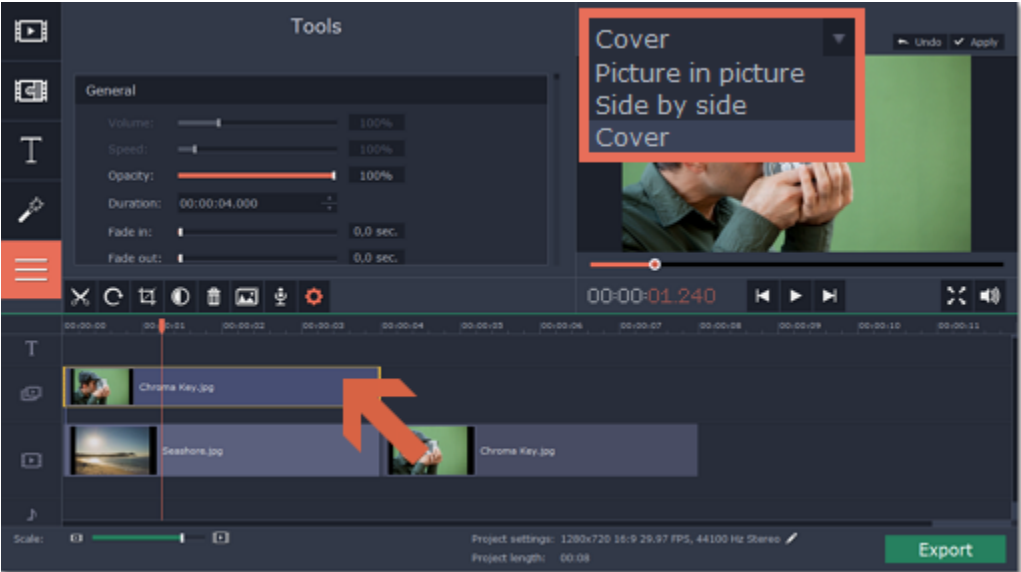 Tools
Cover
Picture in picture
Side by side
Cover
Undo
Apply
General
Volume: 100%
Speed: 100%
Opacity: 100%
Duration: 00:00:04.000
Fade in: 0,0 sec.
Fade out: 0,0 sec.
T
00:00:01.240
00:00:00 00:00:01 00:00:02 00:00:03 00:00:04 00:00:05 00:00:06 00:00:07 00:00:08 00:00:09 00:00:10 00:00:11
T
Chroma Key.jpg
Seashore.jpg
Chroma Key.jpg
Scale:
Project settings: 1280x720 16:9 29.97 FPS, 44100 Hz Stereo
Project length: 00:08
Export